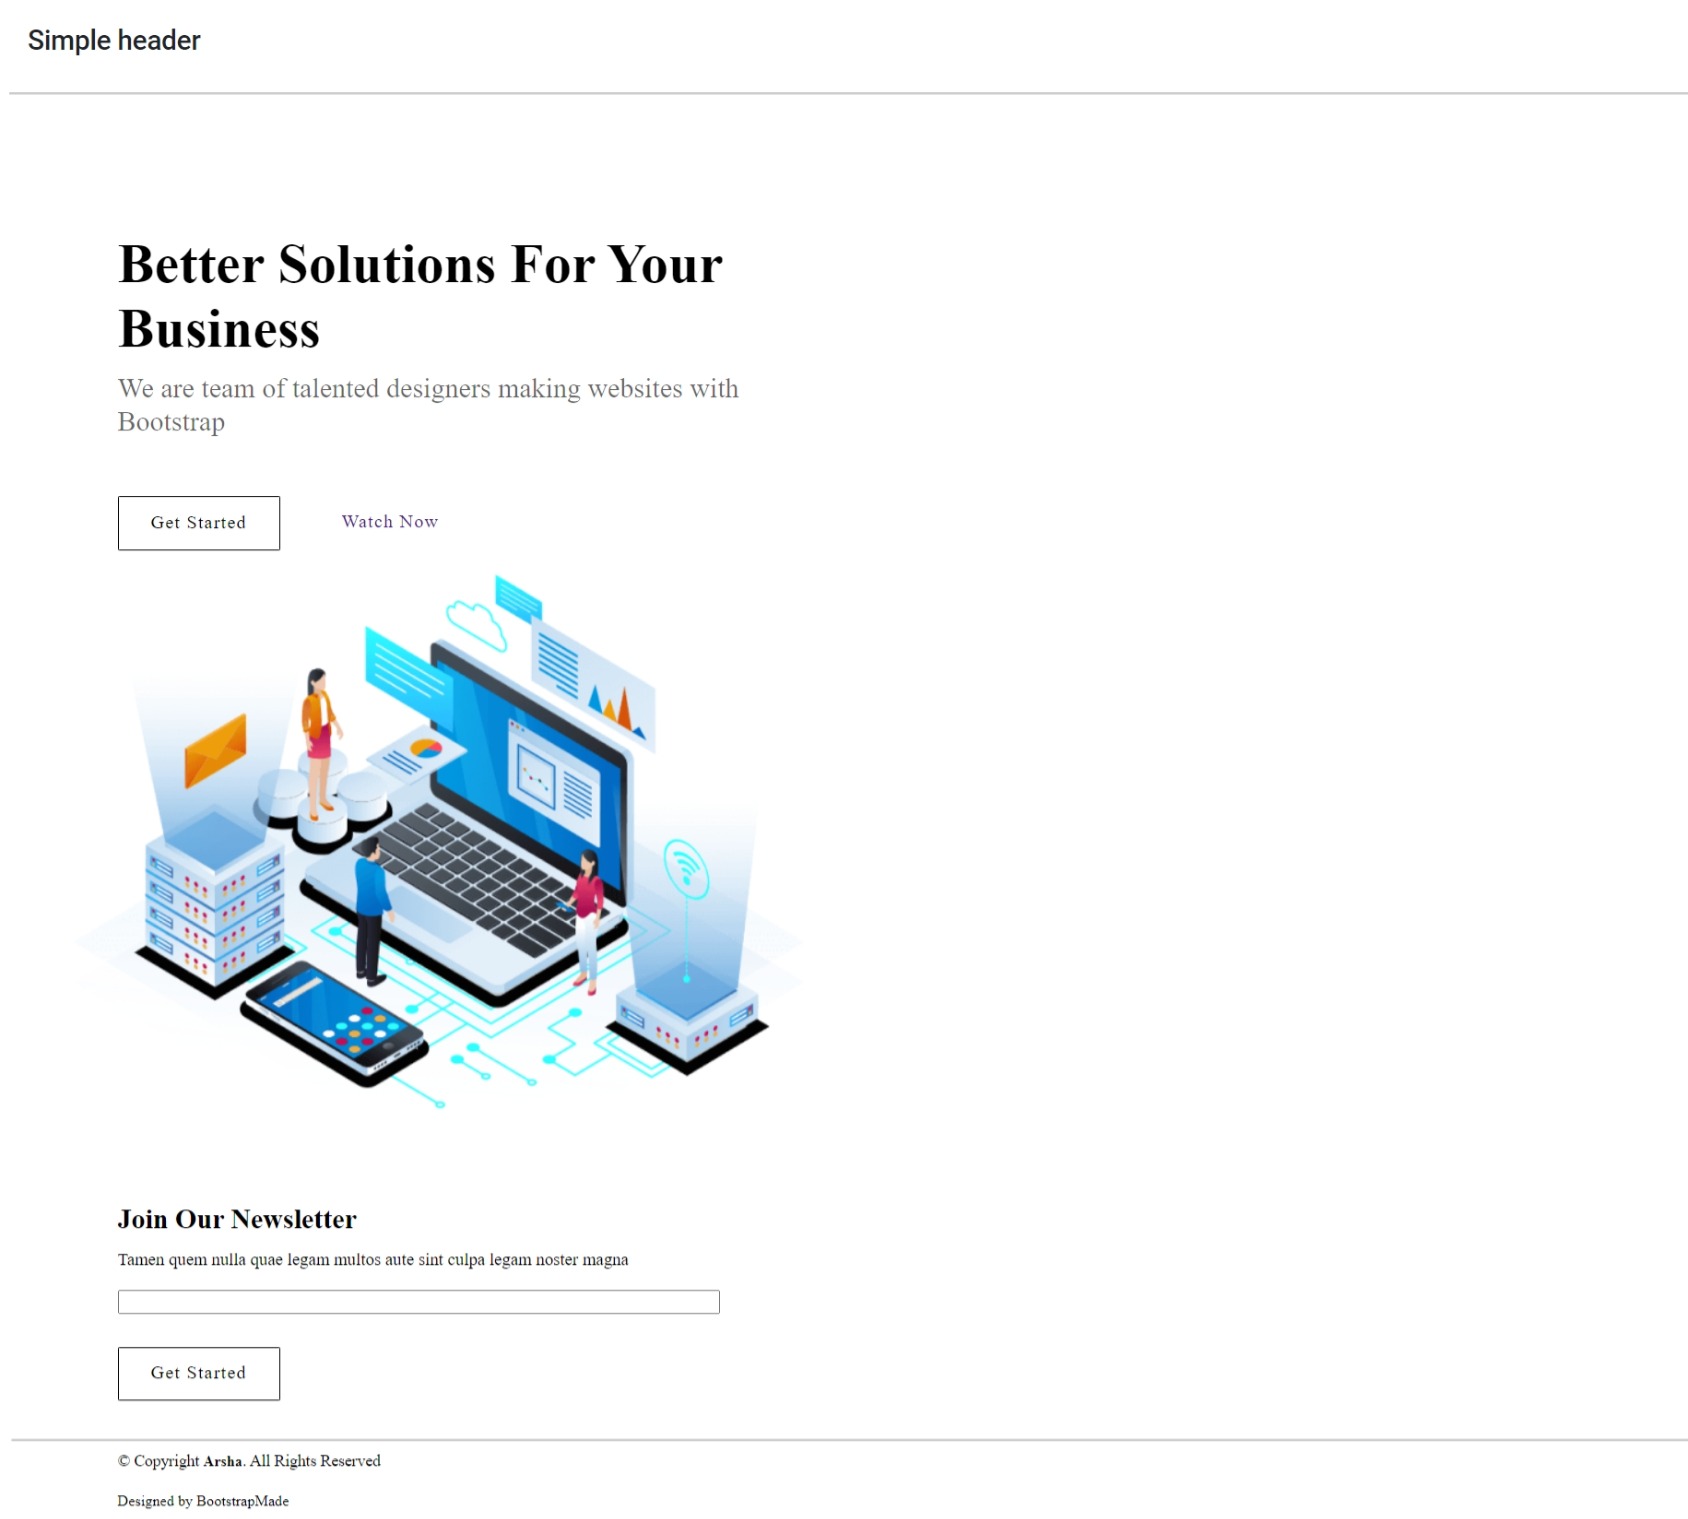 Simple header
Better Solutions For Your
Business
We are team of talented designers making websites with
Bootstrap
Get Started
Watch Now
Join Our Newsletter
Tamen quem nulla quae legam multos aute sint culpa legam noster magna
Get Started
© Copyright Arsha. All Rights Reserved
Designed by BootstrapMade